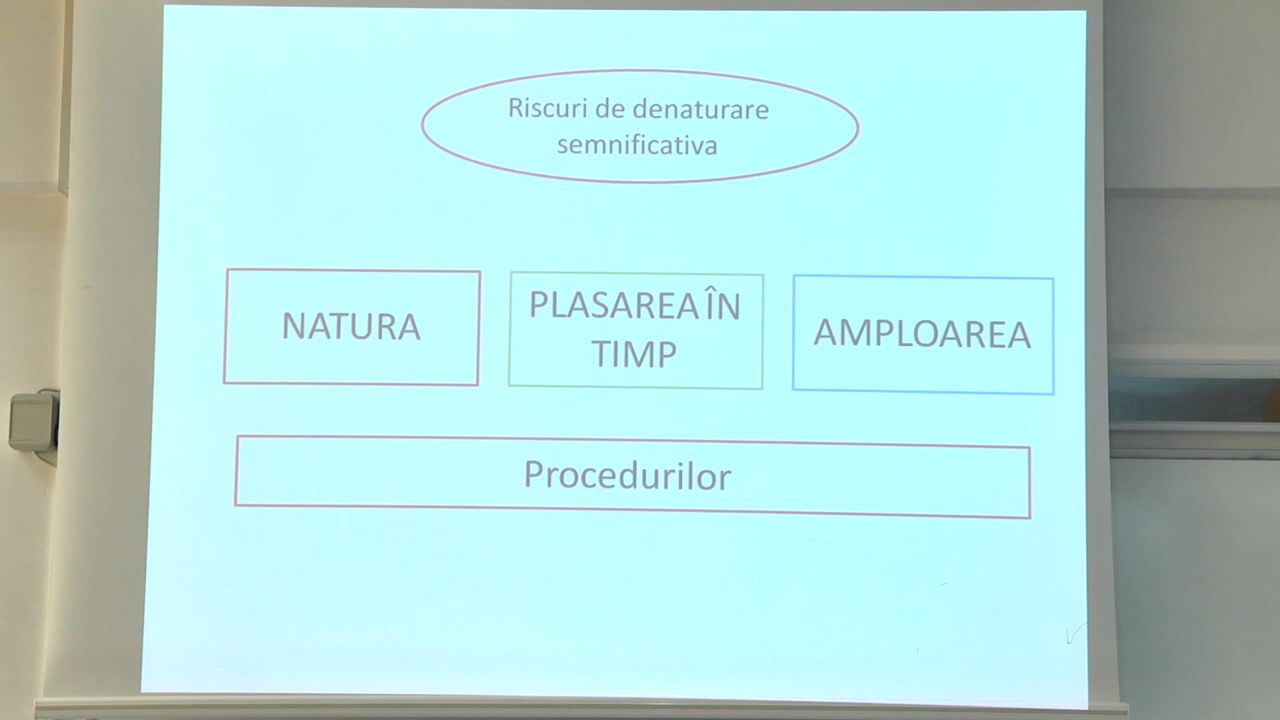 Riscuri de denaturare
semnificativa
NATURA
PLASAREA ÎN
TIMP
AMPLOAREA
Procedurilor